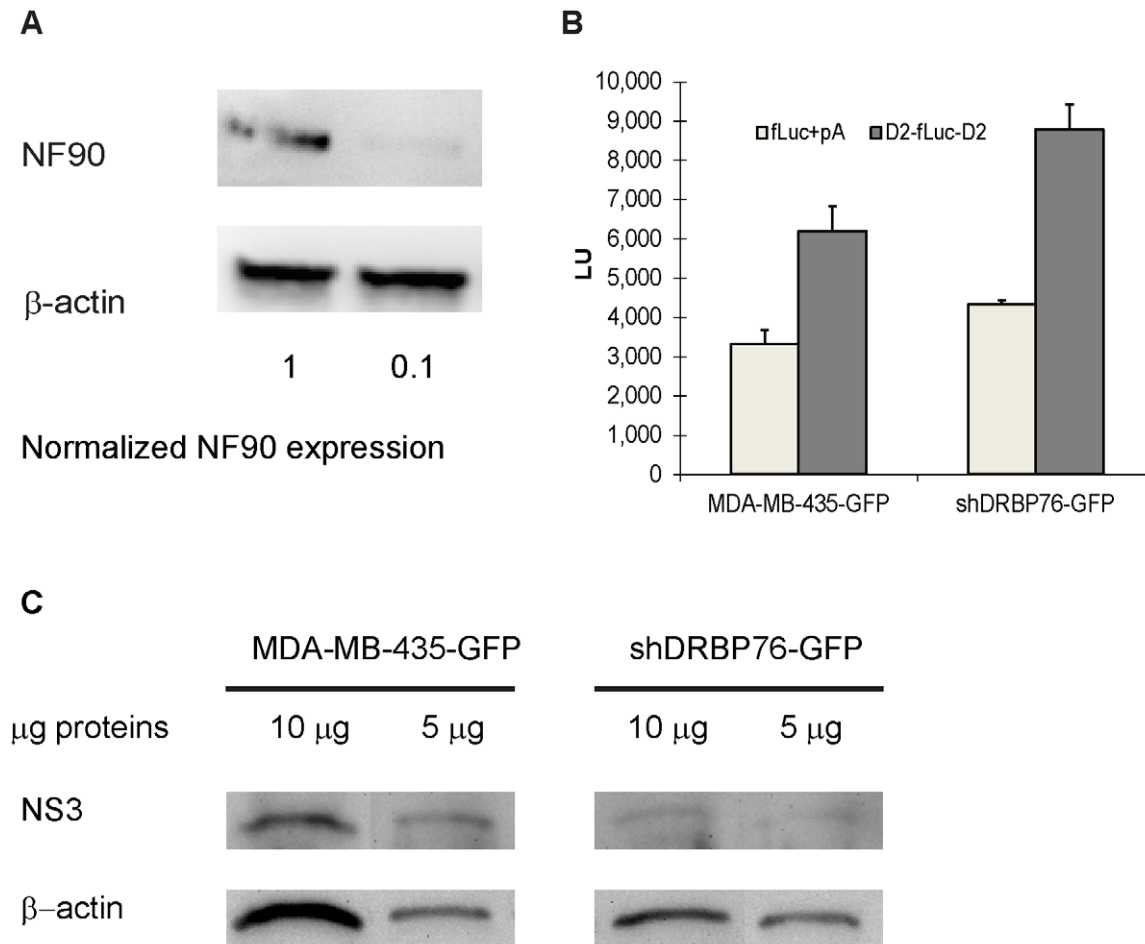 A
NF90
β-actin
1 0.1
Normalized NF90 expression
B
10,000
9,000
8,000
7,000
6,000
5,000
4,000
3,000
2,000
1,000
0
LU
fLuc+pA D2-fLuc-D2
MDA-MB-435-GFP shDRBP76-GFP
C
MDA-MB-435-GFP shDRBP76-GFP
μg proteins 10 μg 5 μg 10 μg 5 μg
NS3
β−actin